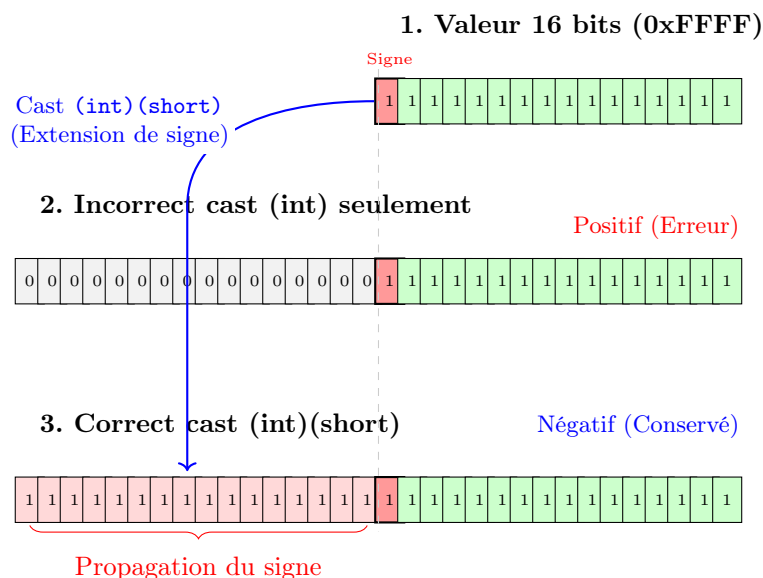 1. Valeur 16 bits (0xFFFF)
Signe
1 1 1 1 1 1 1 1 1 1 1 1 1 1 1 1
Cast (int)(short)
(Extension de signe)
2. Incorrect cast (int) seulement
Positif (Erreur)
0 0 0 0 0 0 0 0 0 0 0 0 0 0 0 0 1 1 1 1 1 1 1 1 1 1 1 1 1 1 1 1
3. Correct cast (int)(short)
Négatif (Conservé)
1 1 1 1 1 1 1 1 1 1 1 1 1 1 1 1 1 1 1 1 1 1 1 1 1 1 1 1 1 1 1 1
Propagation du signe